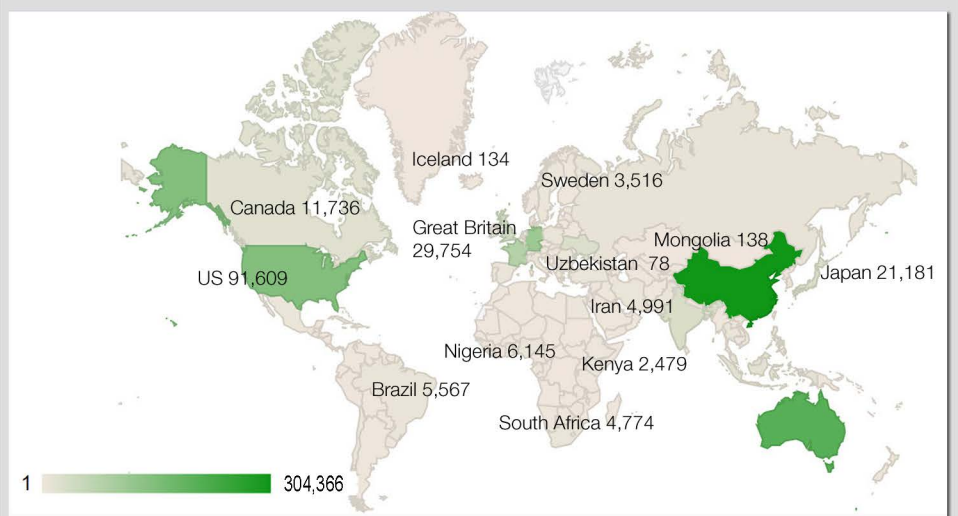 Iceland 134
Sweden 3,516
Canada 11,736
Great Britain
29,754
Mongolia 138
Uzbekistan 78
US 91,609
Japan 21,181
Iran 4,991
Nigeria 6,145
Kenya 2,479
Brazil 5,567
South Africa 4,774
1 304,366